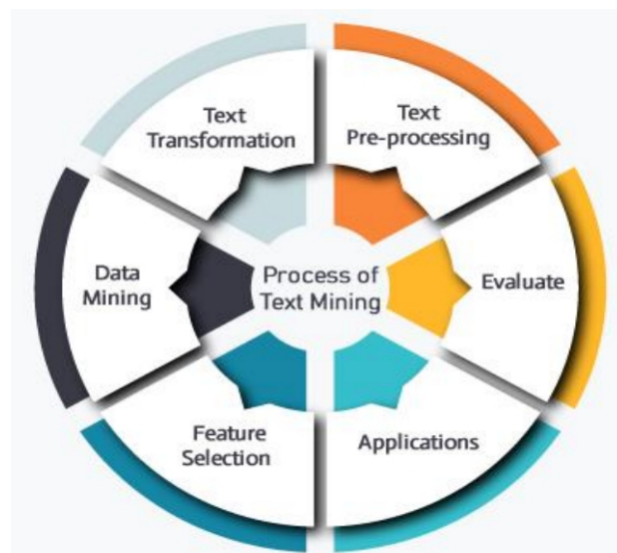 Text
Transformation
Text
Pre-processing
Data
Mining
Process of
Text Mining
Evaluate
Feature
Selection
Applications